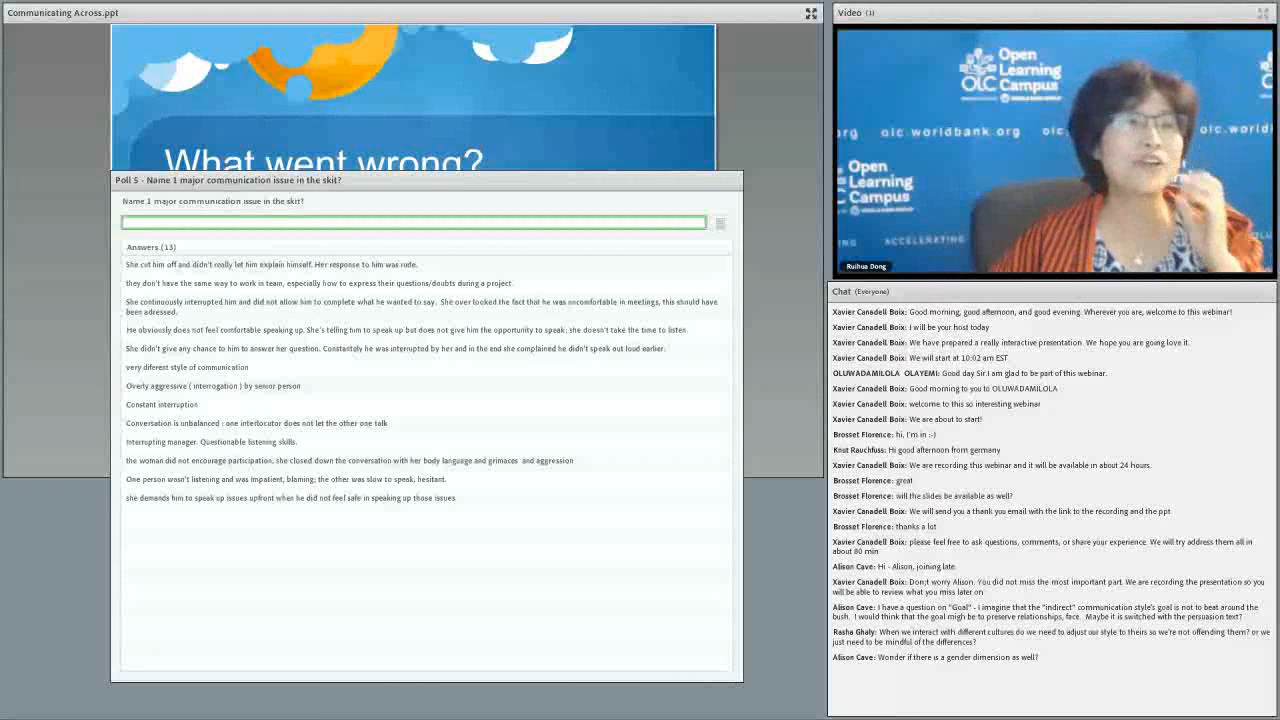 Communicating Across.ppt
What went wrong?
Poll 5 - Name 1 major communication issue in the skit?
Name 1 major communication issue in the skit?
Answers (13)
She cut him off and didn't really let him explain himself. Her response to him was rude.
they don't have the same way to work in team, especially how to express their questions/doubts during a project.
She continuously interrupted him and did not allow him to complete what he wanted to say. She over looked the fact that he was uncomfortable in meetings, this should have
been adressed.
He obviously does not feel comfortable speaking up. She's telling him to speak up but does not give him the opportunity to speak; she doesn't take the time to listen.
She didn't give any chance to him to answer her question. Constantely he was interrupted by her and in the end she complained he didn't speak out loud earlier.
very diferent style of communication
Overly aggressive ( interrogation ) by senior person
Constant interruption
Conversation is unbalanced : one interlocutor does not let the other one talk
Interrupting manager. Questionable listening skills.
the woman did not encourage participation, she closed down the conversation with her body language and grimaces and aggression
One person wasn't listening and was impatient, blaming; the other was slow to speak, hesitant.
she demands him to speak up issues upfront when he did not feel safe in speaking up those issues
Video (1)
Open
Learning
Campus
OLC
WORLD BANK GROUP
.org olc.worldbank.org olc. worldb
Open
Learning
Campus
ING ACCELERATING
Ruihua Dong
Chat (Everyone)
Xavier Canadell Boix: Good morning, good afternoon, and good evening. Wherever you are, welcome to this webinar!
Xavier Canadell Boix: I will be your host today
Xavier Canadell Boix: We have prepared a really interactive presentation. We hope you are going love it.
Xavier Canadell Boix: We will start at 10:02 am EST
OLUWADAMILOLA OLAYEMI: Good day Sir.I am glad to be part of this webinar.
Xavier Canadell Boix: Good morning to you to OLUWADAMILOLA
Xavier Canadell Boix: welcome to this so interesting webinar
Xavier Canadell Boix: We are about to start!
Brosset Florence: hi, I'm in :-)
Knut Rauchfuss: Hi good afternoon from germany
Xavier Canadell Boix: We are recording this webinar and it will be available in about 24 hours.
Brosset Florence: great
Brosset Florence: will the slides be available as well?
Xavier Canadell Boix: We will send you a thank you email with the link to the recording and the ppt
Brosset Florence: thanks a lot
Xavier Canadell Boix: please feel free to ask questions, comments, or share your experience. We will try address them all in
about 80 min
Alison Cave: Hi - Alison, joining late.
Xavier Canadell Boix: Don;t worry Alison. You did not miss the most important part. We are recording the presentation so you
will be able to review what you miss later on
Alison Cave: I have a question on "Goal" - I imagine that the "indirect" communication style's goal is not to beat around the
bush. I would think that the goal migh be to preserve relationships, face. Maybe it is switched with the persuasion text?
Rasha Ghaly: When we interact with different cultures do we need to adjust our style to theirs so we're not offending them? or we
just need to be mindful of the differences?
Alison Cave: Wonder if there is a gender dimension as well?